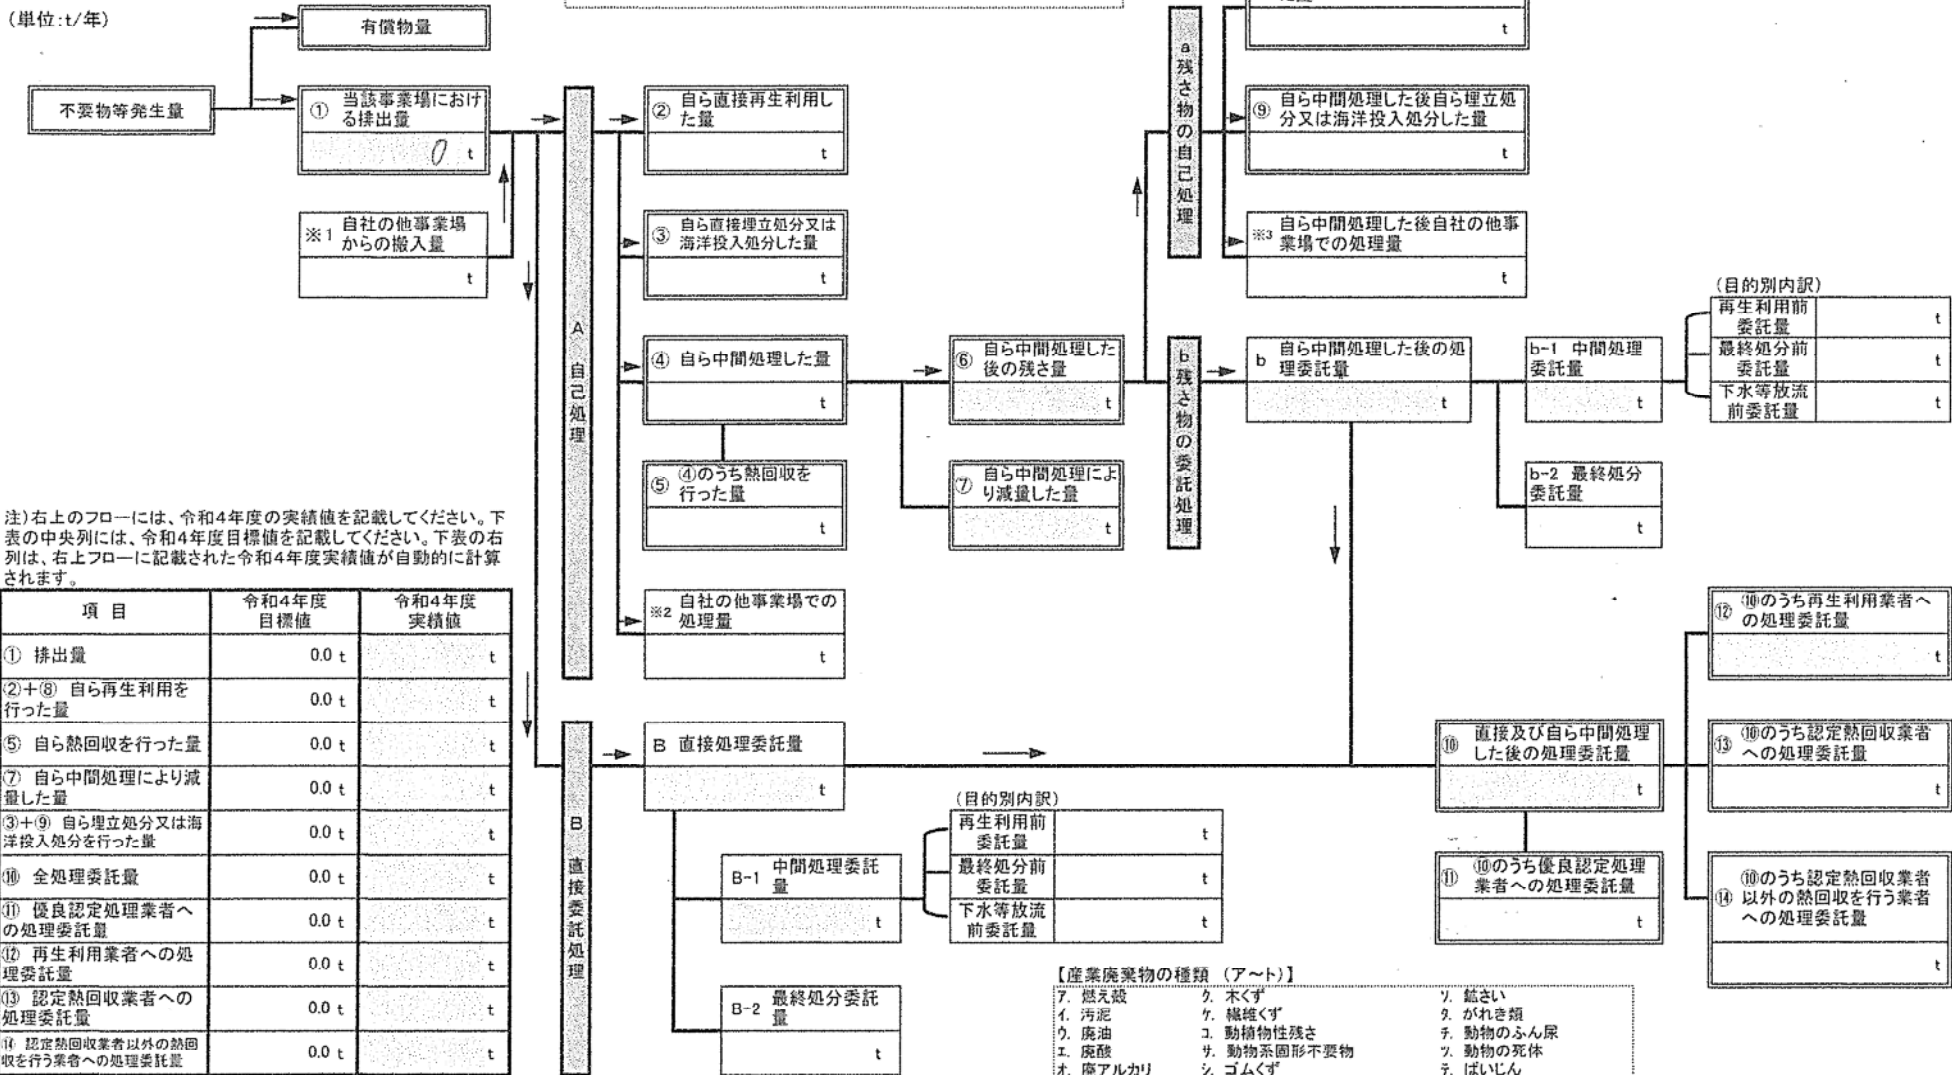 (単位:t/年)
有償物量
不要物等発生量
① 当該事業場におけ
る排出量
0 t
※1 自社の他事業場
からの搬入量
t
A 自己処理
② 自ら直接再生利用し
た量
t
③ 自ら直接埋立処分又は
海洋投入処分した量
t
④ 自ら中間処理した量
t
⑤ ④のうち熱回収を
行った量
t
※2 自社の他事業場での
処理量
t
⑥ 自ら中間処理した
後の残さ量
t
⑦ 自ら中間処理によ
り減量した量
t
a 残さ物の自己処理
t
⑨ 自ら中間処理した後自ら埋立処
分又は海洋投入処分した量
t
※3 自ら中間処理した後自社の他事
業場での処理量
t
b 残さ物の委託処理
b 自ら中間処理した後の処
理委託量
t
b-1 中間処理
委託量
t
(目的別内訳)
再生利用前
委託量 t
最終処分前
委託量 t
下水等放流
前委託量 t
b-2 最終処分
委託量
t
注)右上のフローには、令和4年度の実績値を記載してください。下
表の中央列には、令和4年度目標値を記載してください。下表の右
列は、右上フローに記載された令和4年度実績値が自動的に計算
されます。
項 目 令和4年度 目標値 令和4年度 実績値
① 排出量 0.0 t t
②+⑧ 自ら再生利用を
行った量 0.0 t t
⑤ 自ら熱回収を行った量 0.0 t t
⑦ 自ら中間処理により減
量した量 0.0 t t
③+⑨ 自ら埋立処分又は海
洋投入処分を行った量 0.0 t t
⑩ 全処理委託量 0.0 t t
⑪ 優良認定処理業者へ
の処理委託量 0.0 t t
⑫ 再生利用業者への処
理委託量 0.0 t t
⑬ 認定熱回収業者への
処理委託量 0.0 t t
⑭ 認定熱回収業者以外の熱回
収を行う業者への処理委託量 0.0 t t
B 直接委託処理
B 直接処理委託量
t
B-1 中間処理委託
量
t
(目的別内訳)
再生利用前
委託量 t
最終処分前
委託量 t
下水等放流
前委託量 t
B-2 最終処分委託
量
t
⑩ 直接及び自ら中間処理
した後の処理委託量
t
⑪ ⑩のうち優良認定処理
業者への処理委託量
t
⑫ ⑩のうち再生利用業者へ
の処理委託量
t
⑬ ⑩のうち認定熱回収業者
への処理委託量
t
⑭ ⑩のうち認定熱回収業者
以外の熱回収を行う業者
への処理委託量
t
【産業廃棄物の種類 (ア~ト)】
ア. 燃え殻 ク. 木くず ソ. 鉱さい
イ. 汚泥 ケ. 繊維くず タ. がれき類
ウ. 廃油 コ. 動植物性残さ チ. 動物のふん尿
エ. 廃酸 サ. 動物系固形不要物 ツ. 動物の死体
オ. 廃アルカリ シ. ゴムくず テ. ばいじん